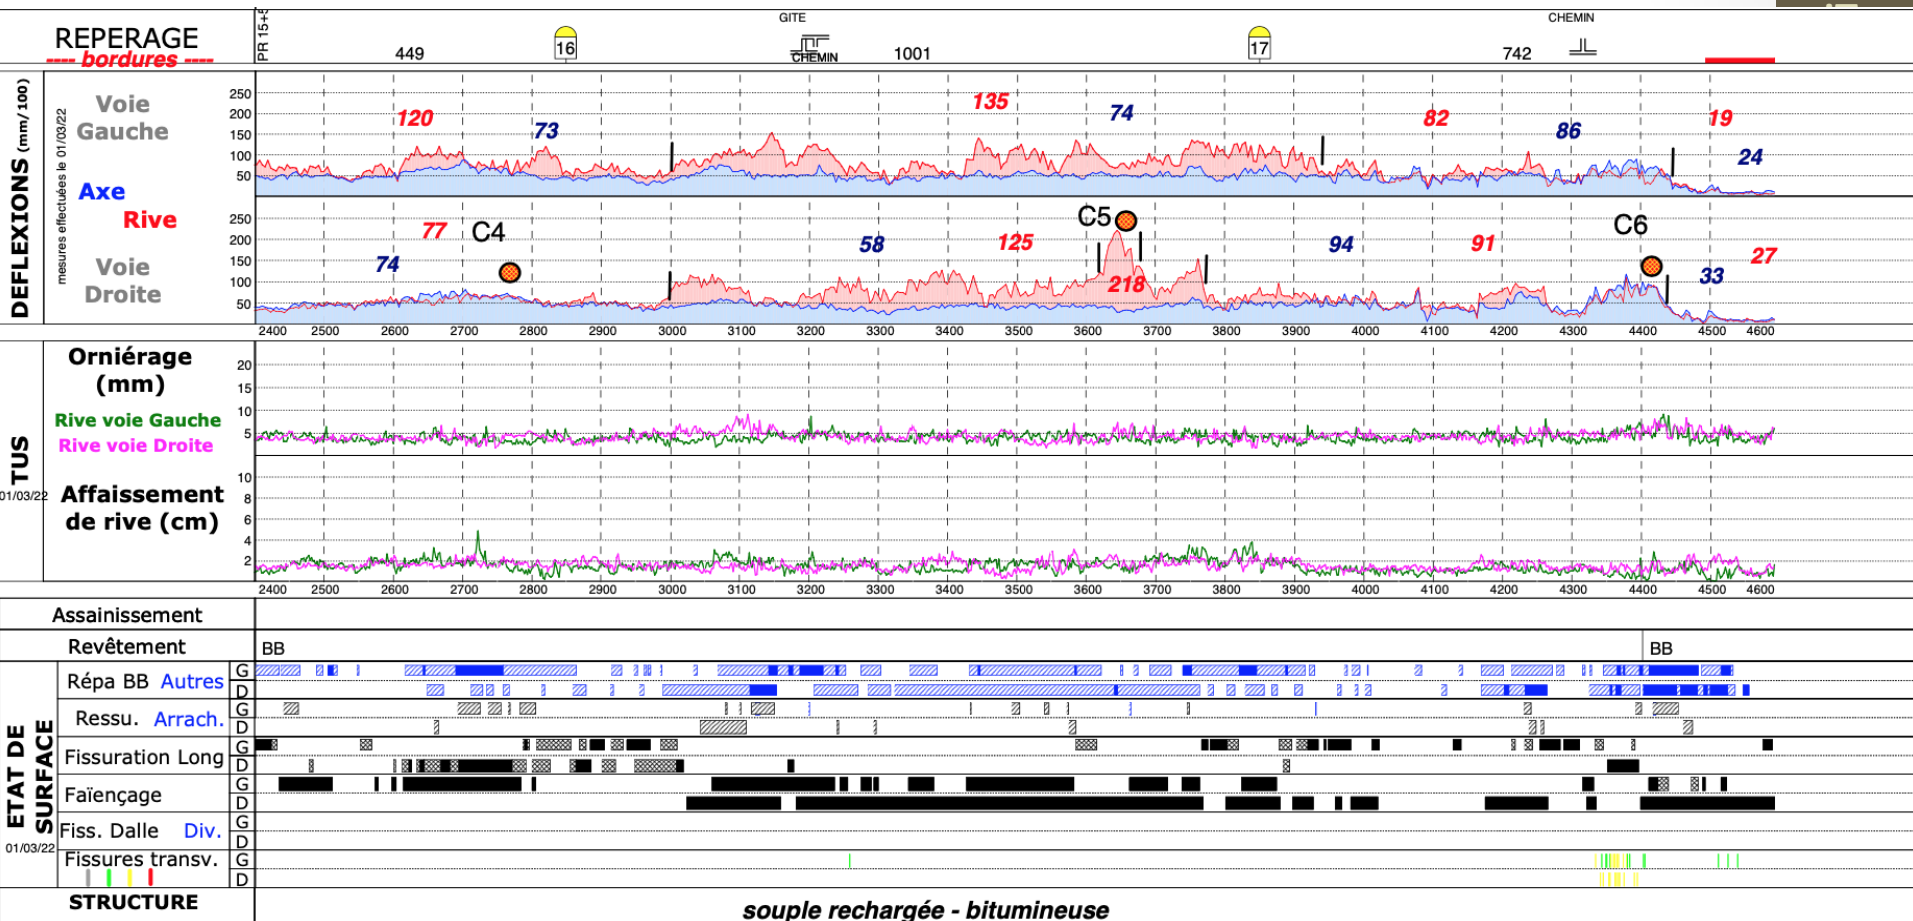 GITE
CHEMIN
PR 15+5
REPERAGE
---- bordures ----
449
16
CHEMIN
1001
17
742
DEFLEXIONS (mm/ 100)
mesures effectuées le 01/03/22
Voie
Gauche
Axe
Rive
Voie
Droite
250
200
150
100
50
120
73
135
74
82
86
19
24
250
200
150
100
50
74
77
C4
58
125
C5
218
94
91
C6
33
27
2400 2500 2600 2700 2800 2900 3000 3100 3200 3300 3400 3500 3600 3700 3800 3900 4000 4100 4200 4300 4400 4500 4600
TUS
01/03/22
Orniérage
(mm)
Rive voie Gauche
Rive voie Droite
20
15
10
5
Affaissement
de rive (cm)
10
8
6
4
2
2400 2500 2600 2700 2800 2900 3000 3100 3200 3300 3400 3500 3600 3700 3800 3900 4000 4100 4200 4300 4400 4500 4600
Assainissement
Revêtement
BB
BB
ETAT DE
SURFACE
01/03/22
Répa BB Autres
G
D
Ressu. Arrach.
G
D
Fissuration Long
G
D
Faïençage
G
D
Fiss. Dalle Div.
G
D
Fissures transv.
G
D
STRUCTURE
souple rechargée - bitumineuse